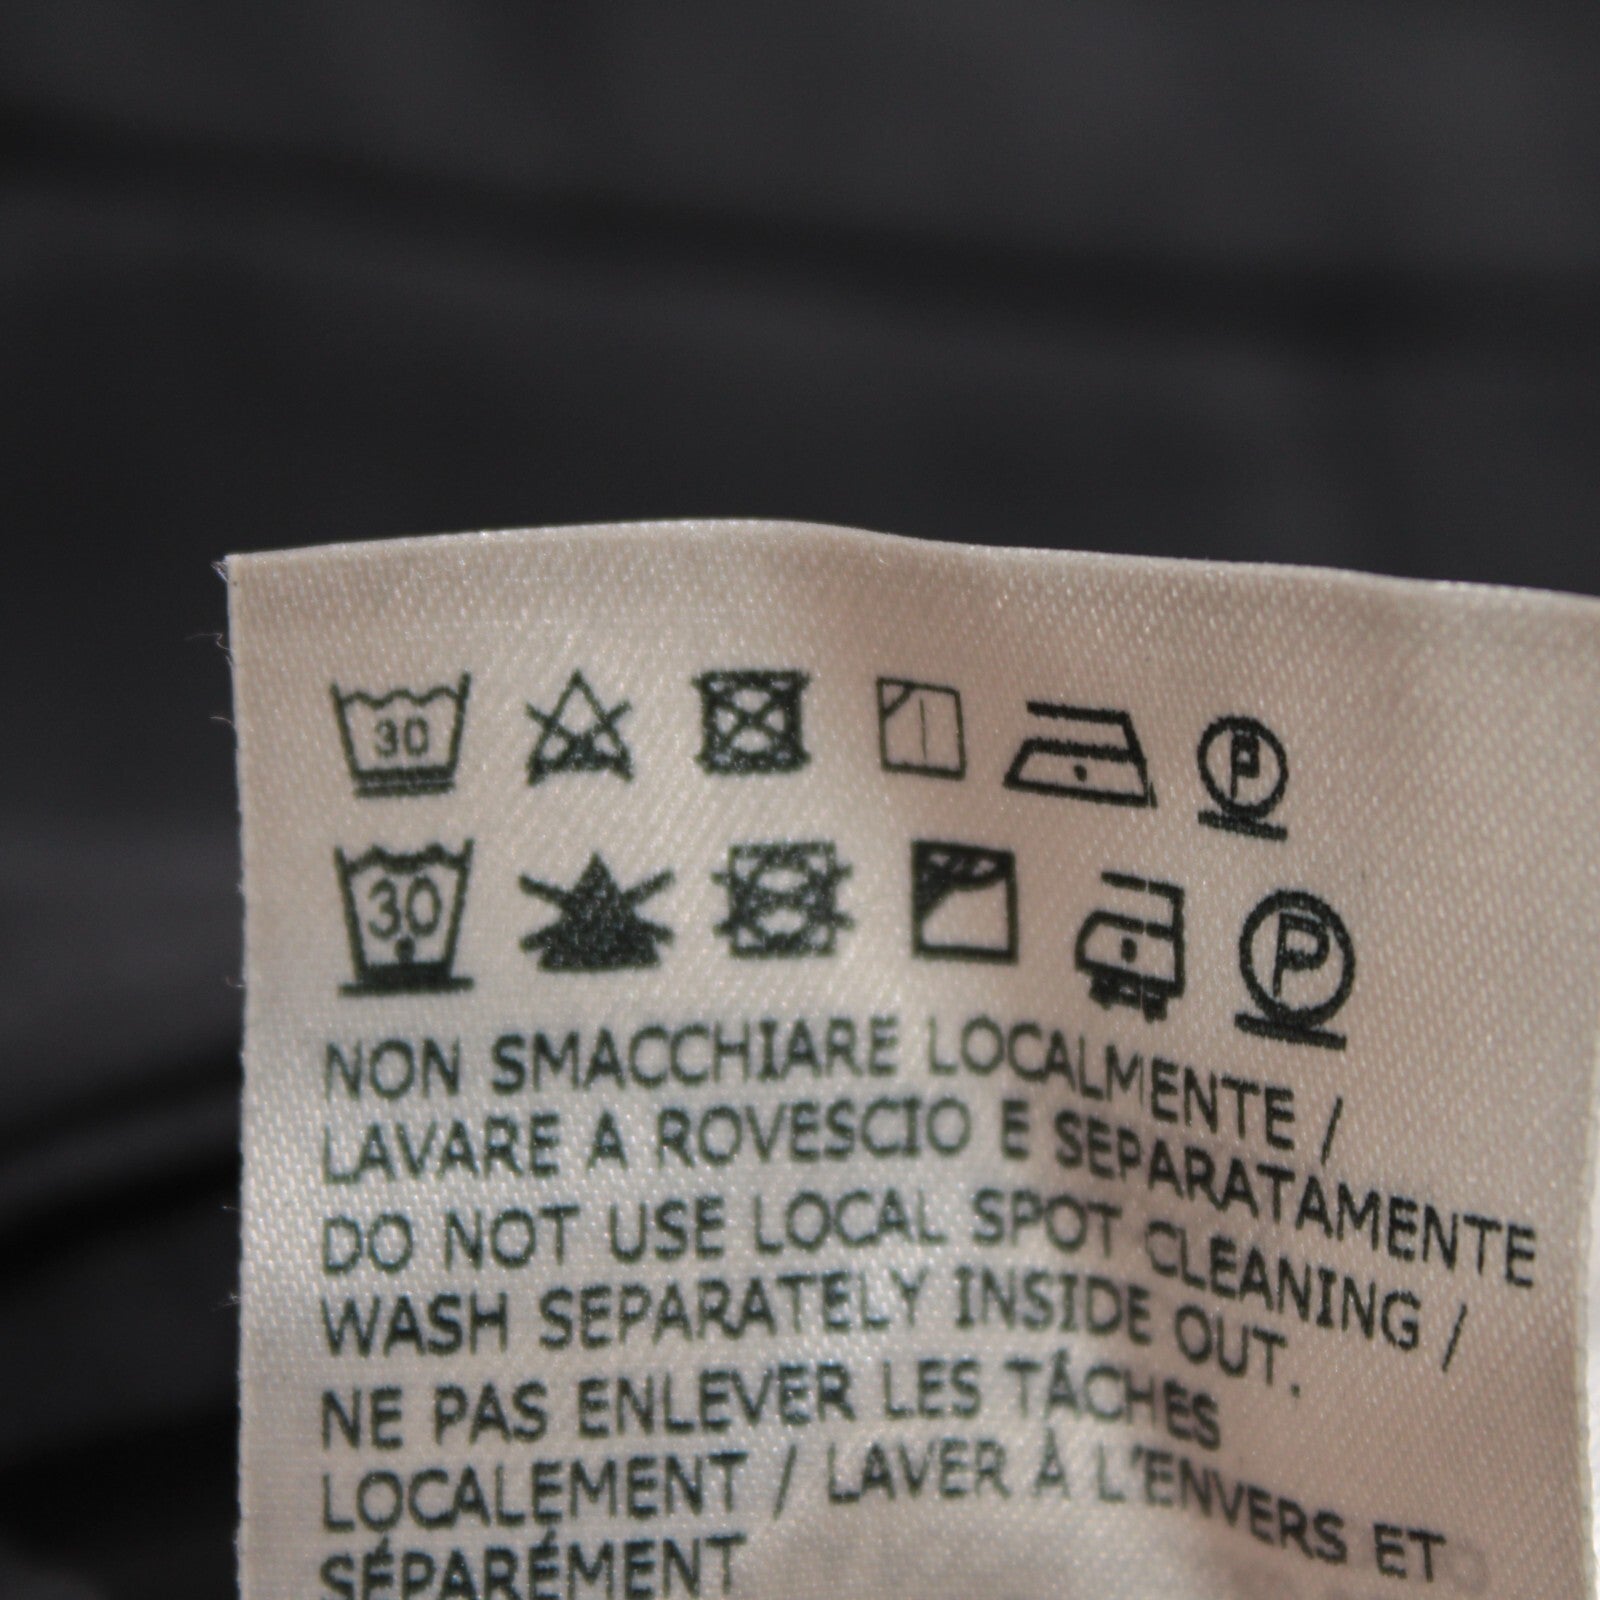 30 P
30 P
NON SMACCHIARE LOCALMENTE /
LAVARE A ROVESCIO E SEPARATAMENTE
DO NOT USE LOCAL SPOT CLEANING /
WASH SEPARATELY INSIDE OUT.
NE PAS ENLEVER LES TÂCHES
LOCALEMENT / LAVER À L'ENVERS ET
SÉPARÉMENT